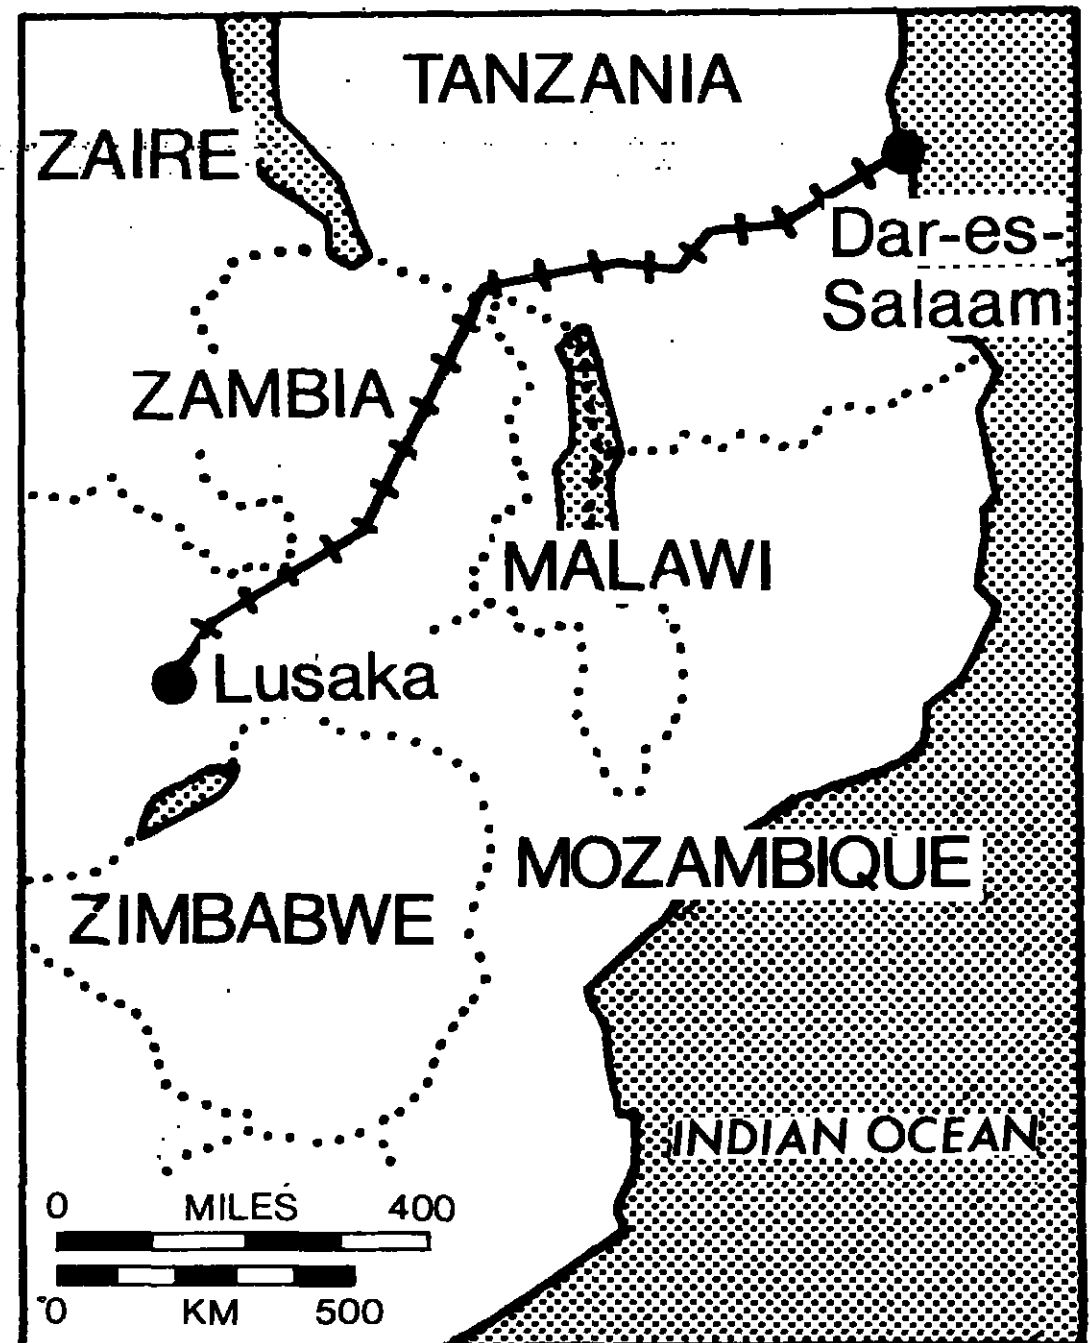 TANZANIA
ZAIRE
Dar-es-
Salaam
ZAMBIA
MALAWI
Lusaka
MOZAMBIQUE
ZIMBABWE
INDIAN OCEAN
0 MILES 400
0 KM 500